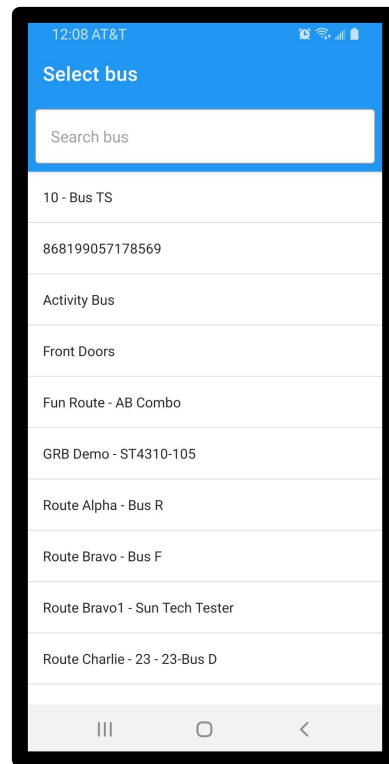 12:08 AT&T
Select bus
Search bus
10 - Bus TS
868199057178569
Activity Bus
Front Doors
Fun Route - AB Combo
GRB Demo - ST4310-105
Route Alpha - Bus R
Route Bravo - Bus F
Route Bravo1 - Sun Tech Tester
Route Charlie - 23 - 23-Bus D